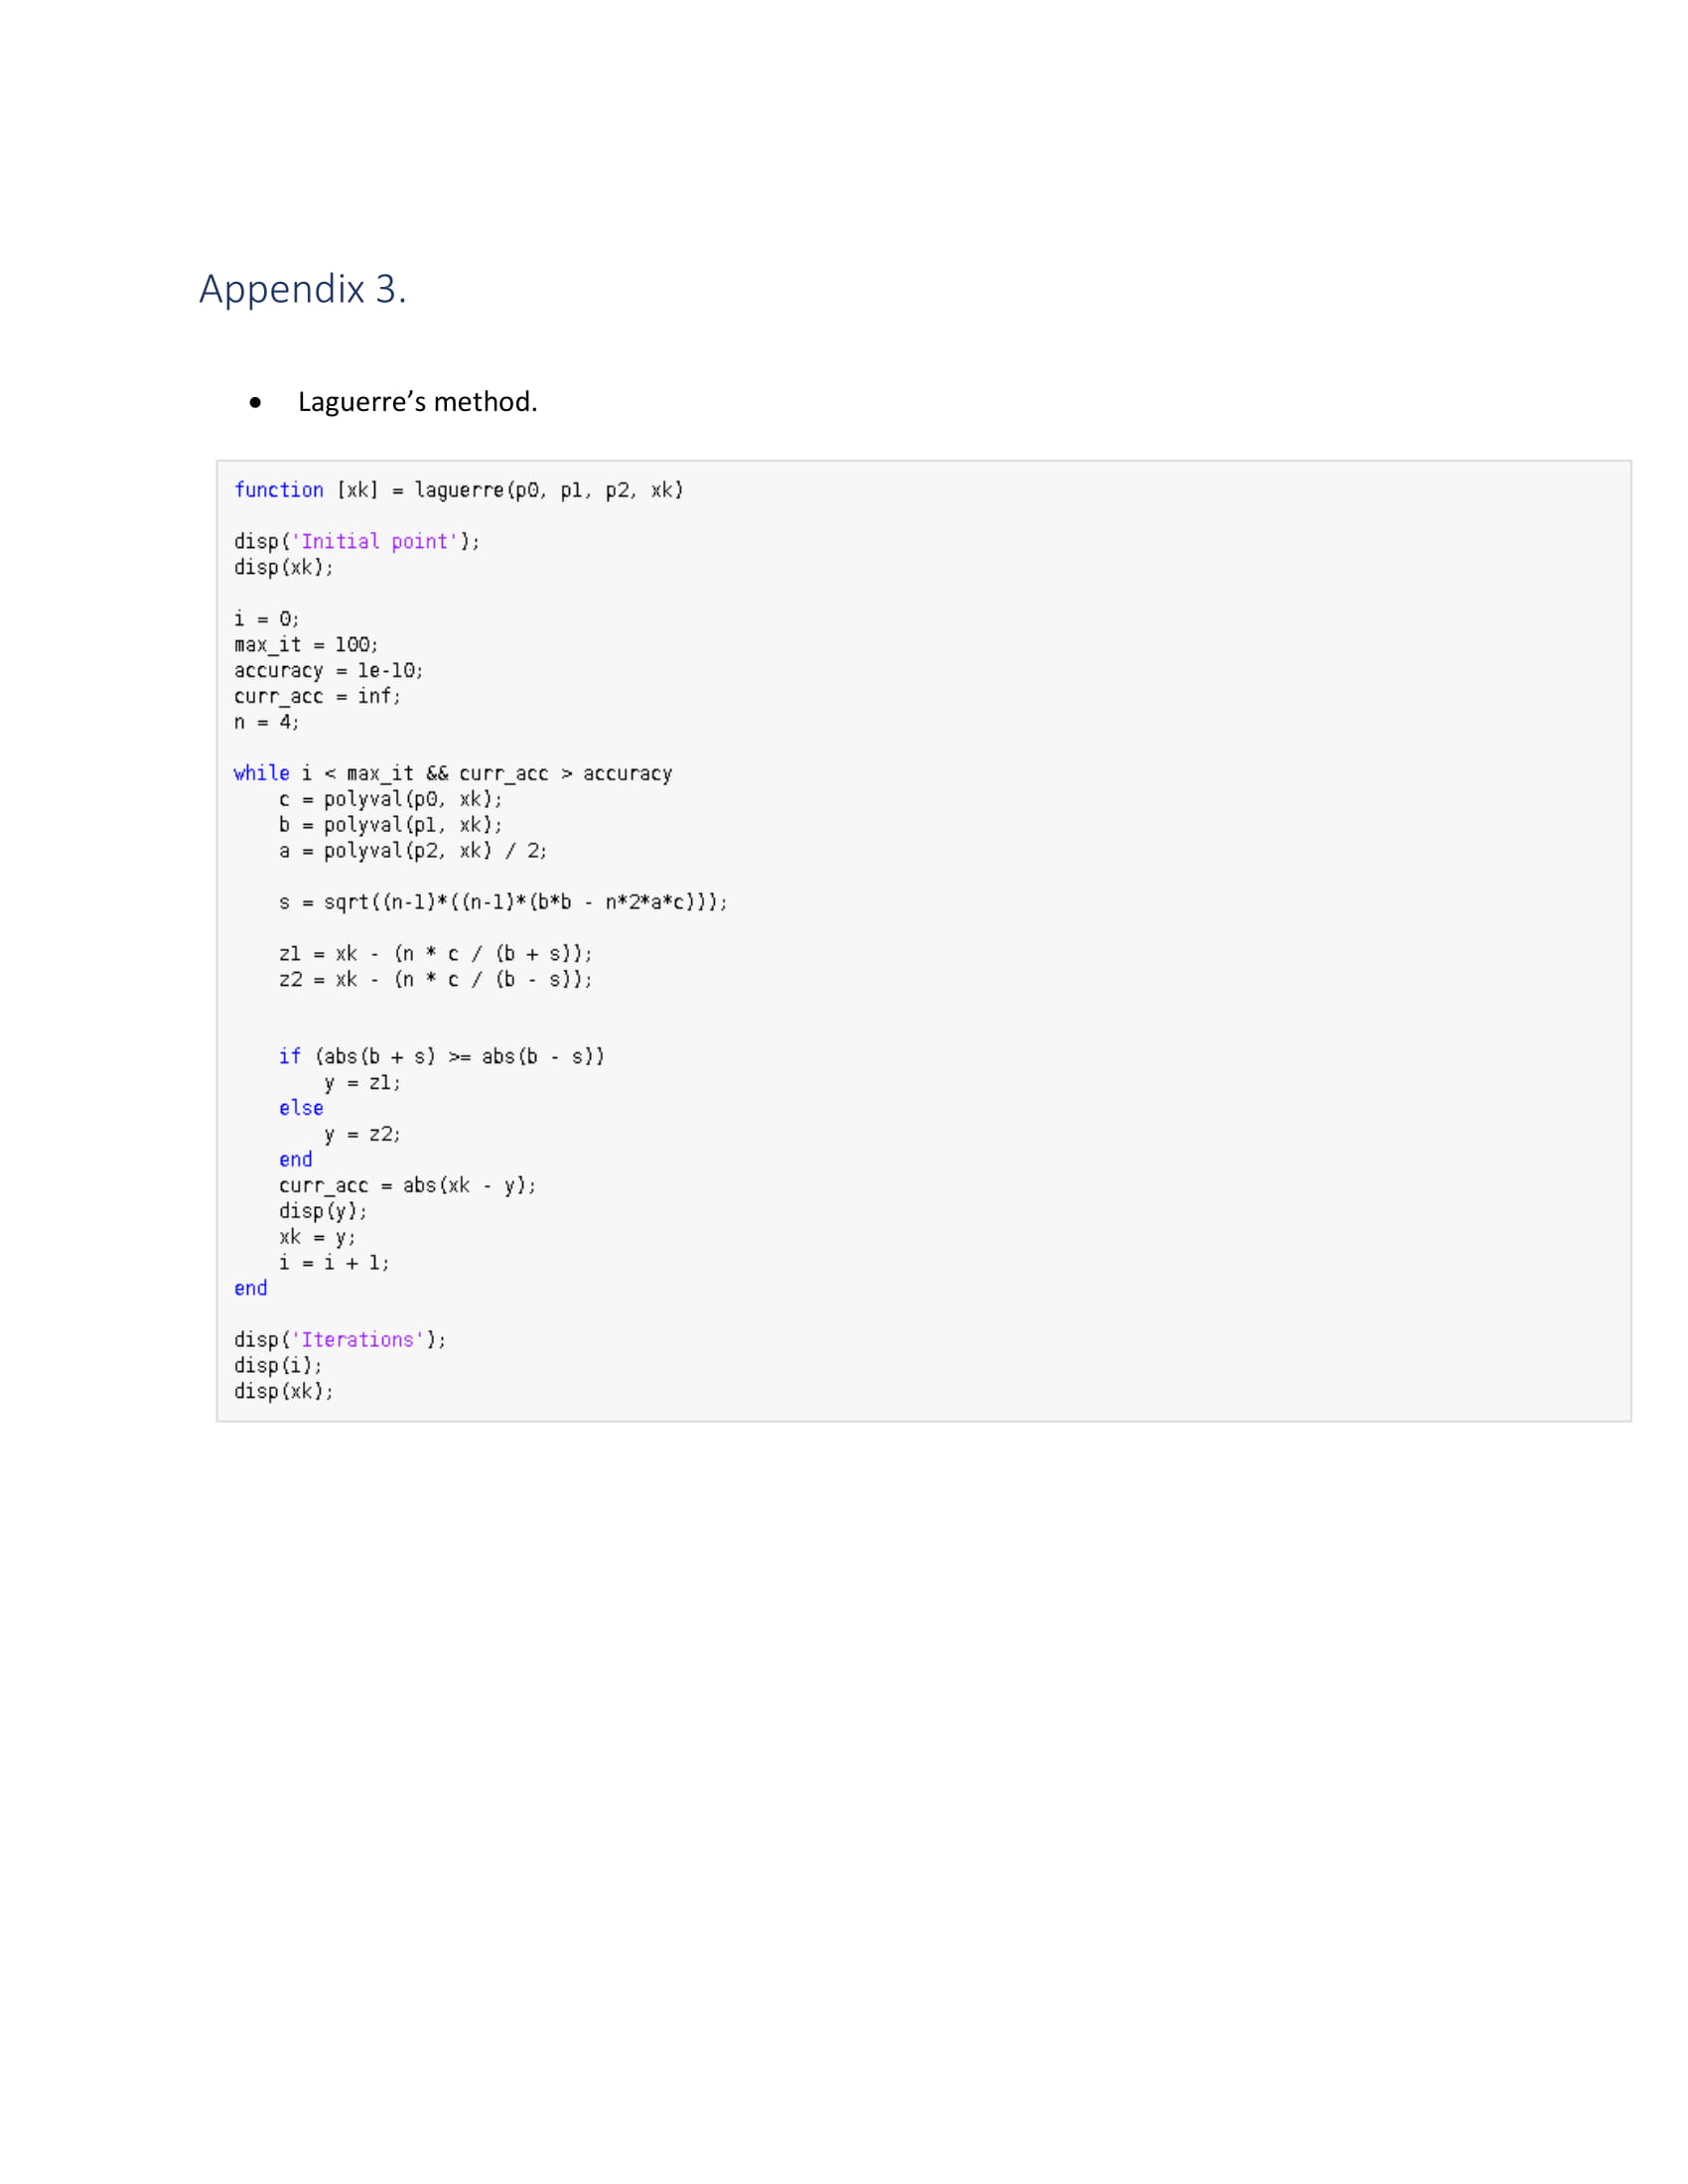 Appendix 3.
• Laguerre’s method.
function [xk] = laguerre(p0, p1, p2, xk)
disp('Initial point');
disp(xk);
i = 0;
max_it = 100;
accuracy = 1e-10;
curr_acc = inf;
n = 4;
while i < max_it && curr_acc > accuracy
    c = polyval(p0, xk);
    b = polyval(p1, xk);
    a = polyval(p2, xk) / 2;
    s = sqrt((n-1)*((n-1)*(b*b - n*2*a*c)));
    z1 = xk - (n * c / (b + s));
    z2 = xk - (n * c / (b - s));
    if (abs(b + s) >= abs(b - s))
        y = z1;
    else
        y = z2;
    end
    curr_acc = abs(xk - y);
    disp(y);
    xk = y;
    i = i + 1;
end
disp('Iterations');
disp(i);
disp(xk);